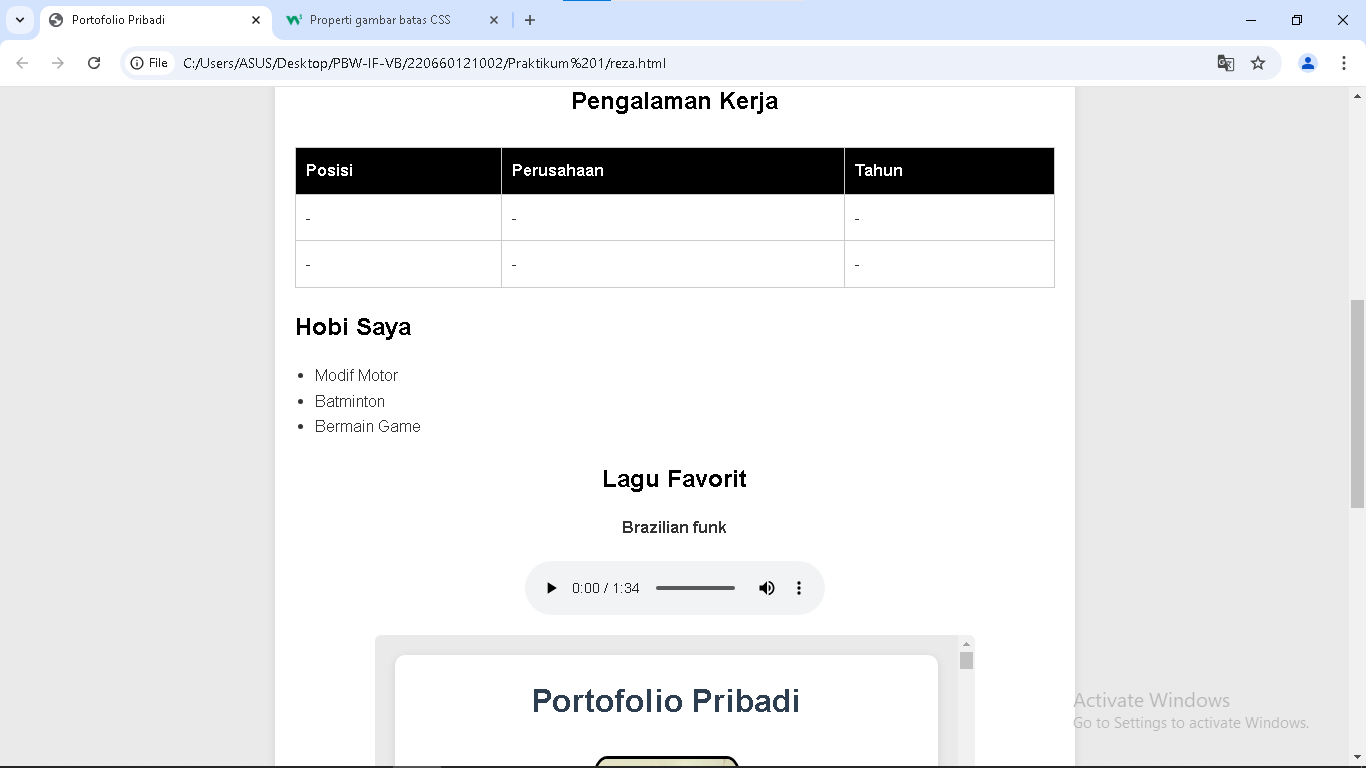 Portofolio Pribadi
Properti gambar batas CSS
File
C:/Users/ASUS/Desktop/PBW-IF-VB/220660121002/Praktikum%201/reza.html
Pengalaman Kerja
Posisi Perusahaan Tahun
- - -
- - -
Hobi Saya
• Modif Motor
• Batminton
• Bermain Game
Lagu Favorit
Brazilian funk
0:00 / 1:34
Portofolio Pribadi
Activate Windows
Go to Settings to activate Windows.